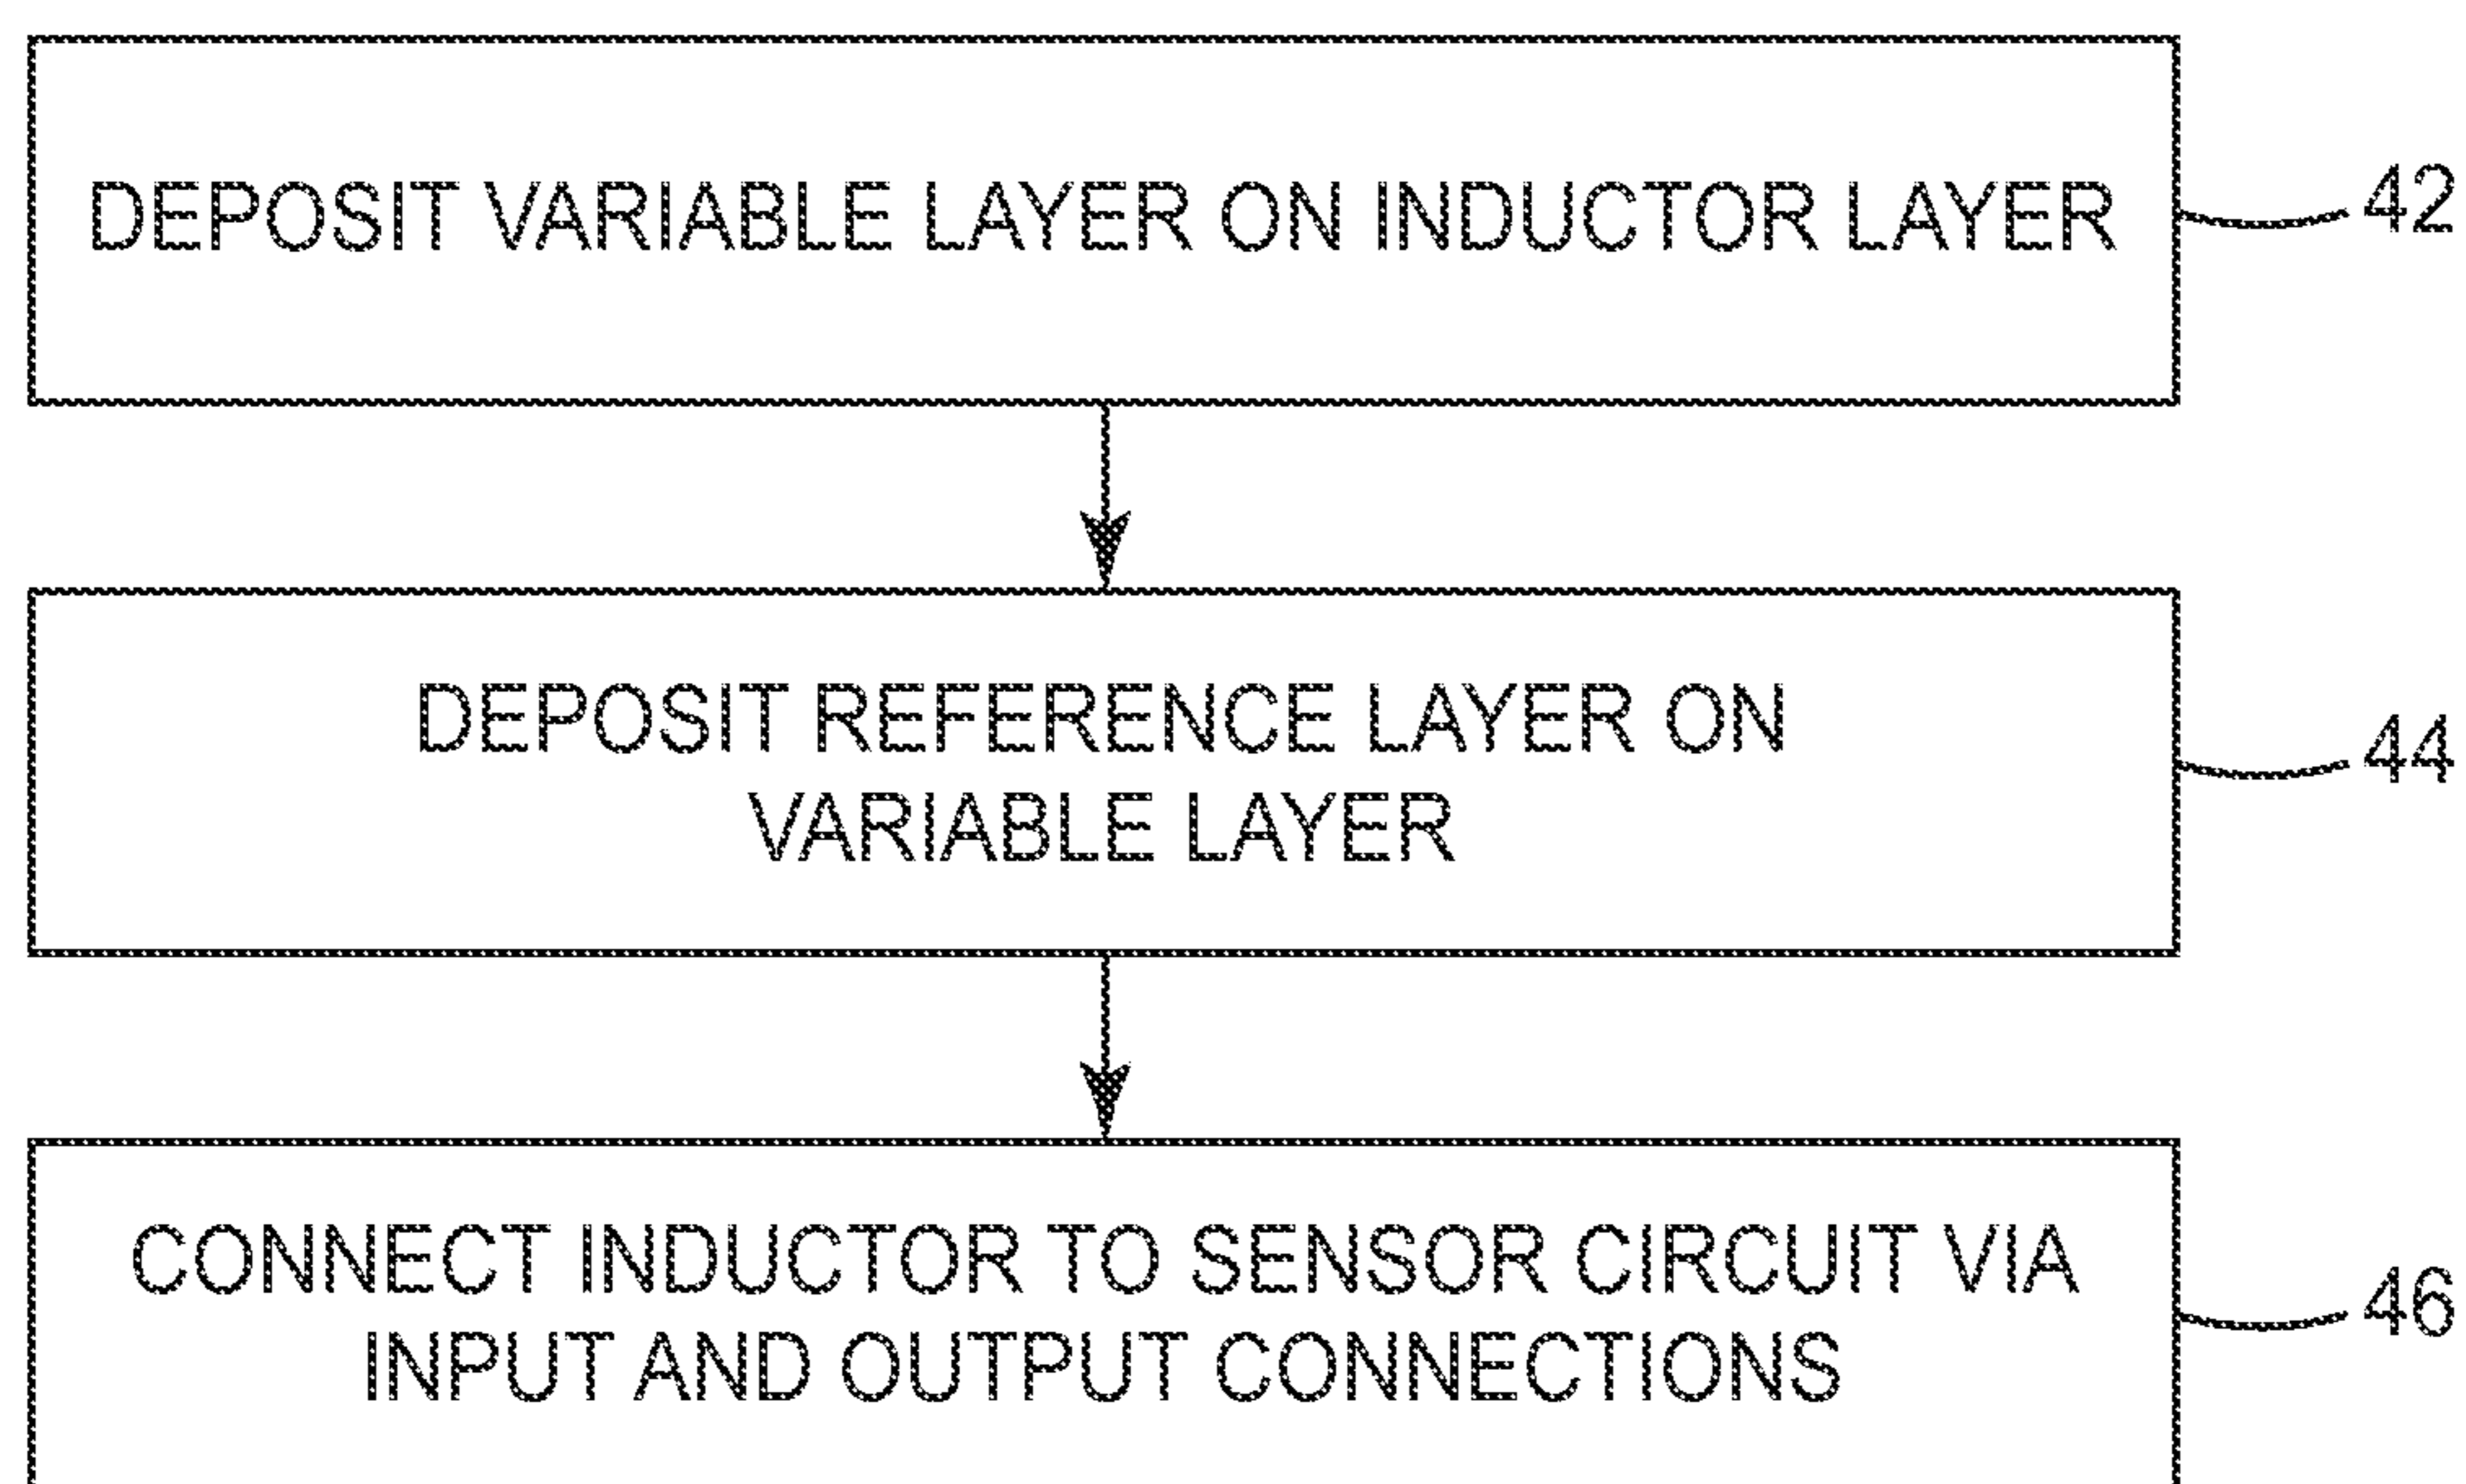 DEPOSIT VARIABLE LAYER ON INDUCTOR LAYER
42
DEPOSIT REFERENCE LAYER ON
VARIABLE LAYER
44
CONNECT INDUCTOR TO SENSOR CIRCUIT VIA
INPUT AND OUTPUT CONNECTIONS
46